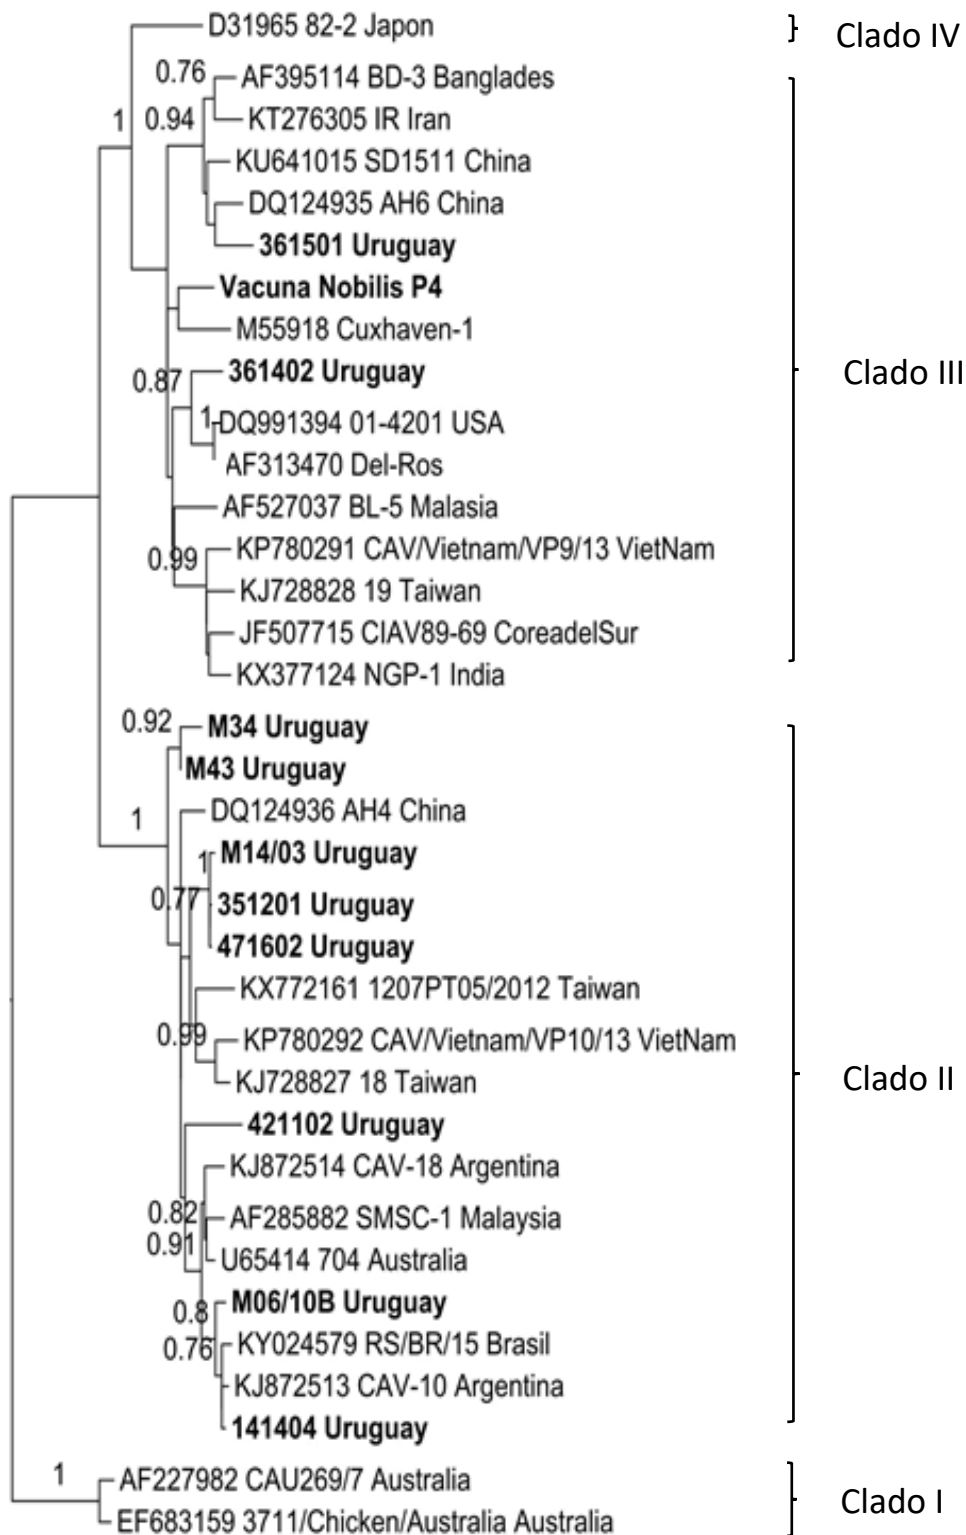 D31965 82-2 Japon
Clado IV
0.76
AF395114 BD-3 Banglades
1
0.94
KT276305 IR Iran
KU641015 SD1511 China
DQ124935 AH6 China
361501 Uruguay
Vacuna Nobilis P4
M55918 Cuxhaven-1
361402 Uruguay
Clado III
0.87
1
DQ991394 01-4201 USA
AF313470 Del-Ros
AF527037 BL-5 Malasia
KP780291 CAV/Vietnam/VP9/13 VietNam
0.99
KJ728828 19 Taiwan
JF507715 CIAV89-69 CoreadelSur
KX377124 NGP-1 India
0.92
M34 Uruguay
M43 Uruguay
DQ124936 AH4 China
1
M14/03 Uruguay
1
0.77
351201 Uruguay
471602 Uruguay
KX772161 1207PT05/2012 Taiwan
0.99
KP780292 CAV/Vietnam/VP10/13 VietNam
KJ728827 18 Taiwan
Clado II
421102 Uruguay
KJ872514 CAV-18 Argentina
0.82
AF285882 SMSC-1 Malaysia
0.91
U65414 704 Australia
M06/10B Uruguay
0.8
KY024579 RS/BR/15 Brasil
0.76
KJ872513 CAV-10 Argentina
141404 Uruguay
1
AF227982 CAU269/7 Australia
Clado I
EF683159 3711/Chicken/Australia Australia